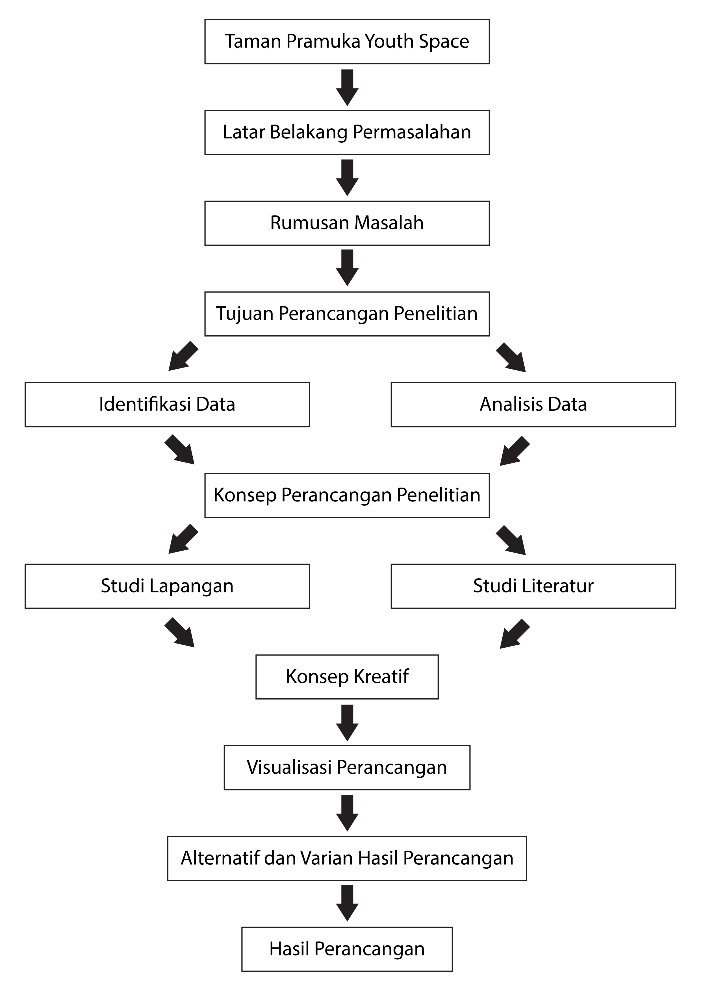 Taman Pramuka Youth Space
Latar Belakang Permasalahan
Rumusan Masalah
Tujuan Perancangan Penelitian
Identifikasi Data
Analisis Data
Konsep Perancangan Penelitian
Studi Lapangan
Studi Literatur
Konsep Kreatif
Visualisasi Perancangan
Alternatif dan Varian Hasil Perancangan
Hasil Perancangan